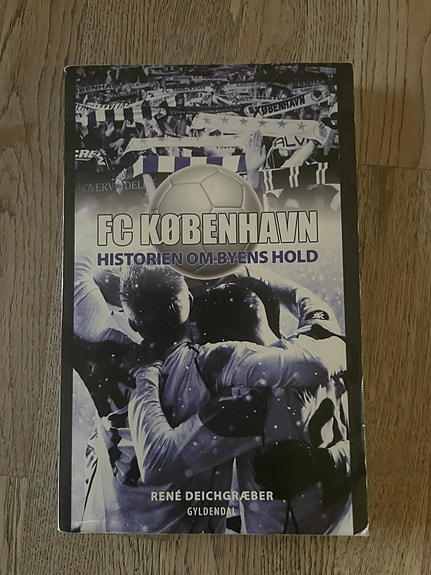 KØBENHAVN
FC KØBENHAVN
HISTORIEN OM BYENS HOLD
RENÉ DEICHGRÆBER
GYLDENDAL